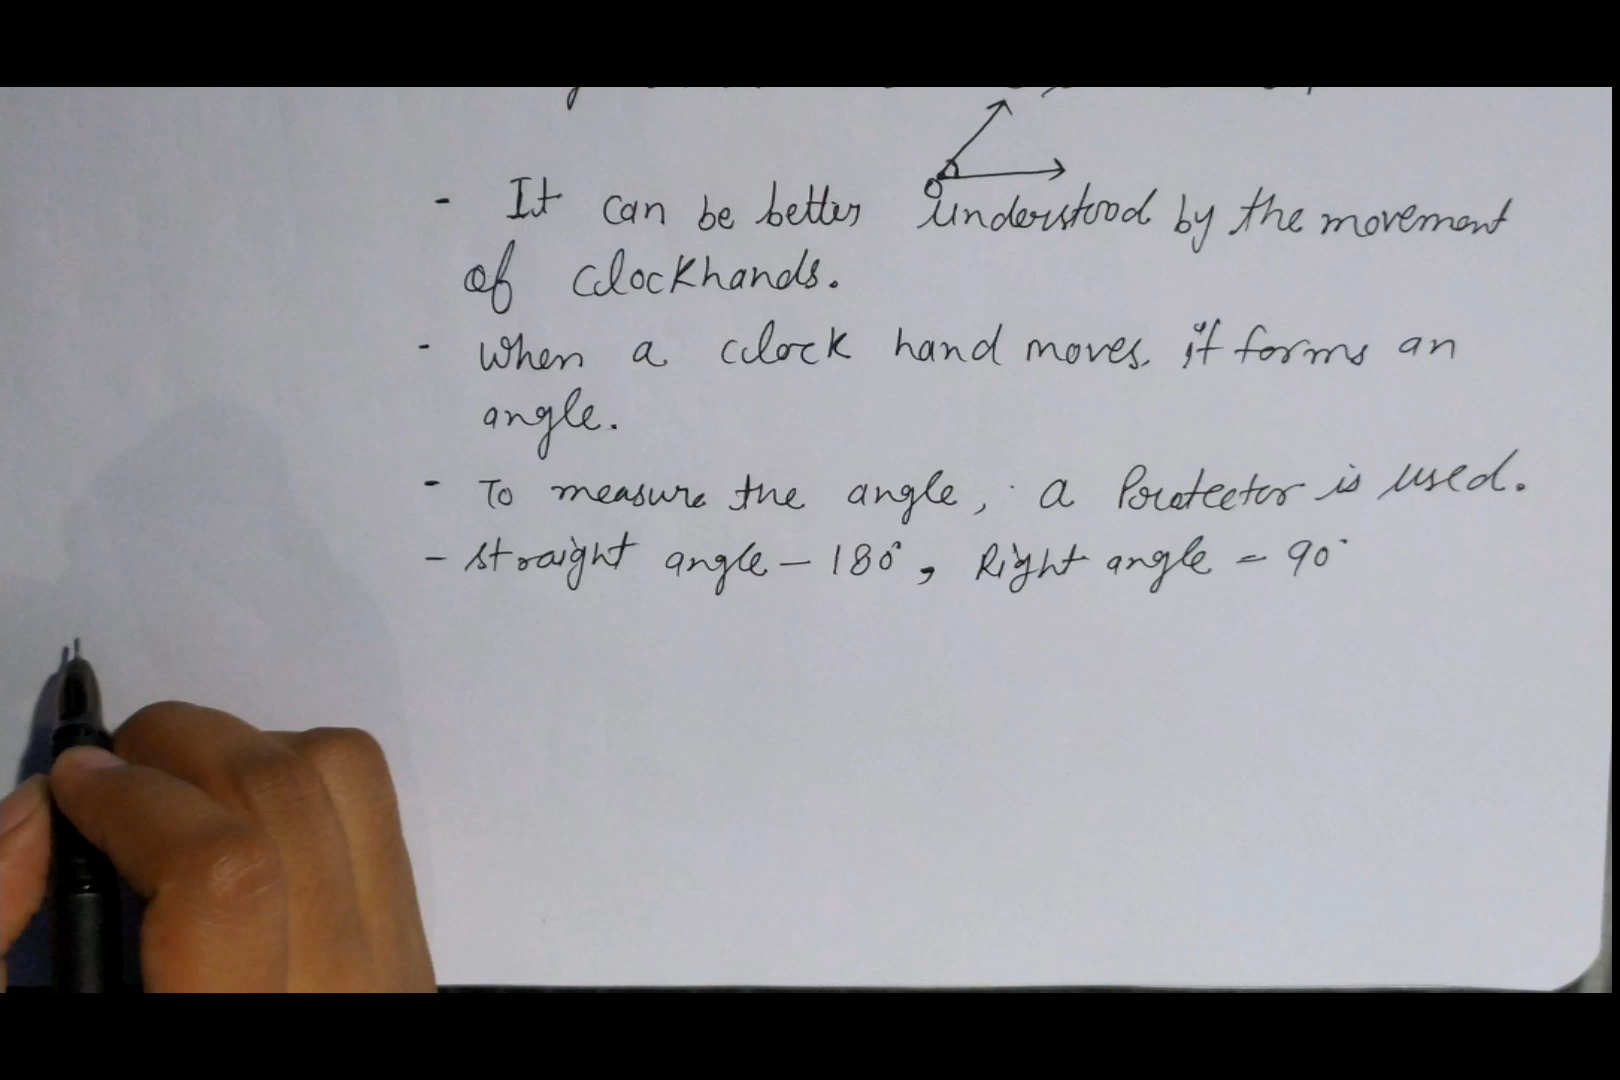 O
- It can be better understood by the movement
of clockhands.
- When a clock hand moves, it forms an
angle.
- To measure the angle, a Protector is used.
- straight angle - 180°, Right angle = 90°